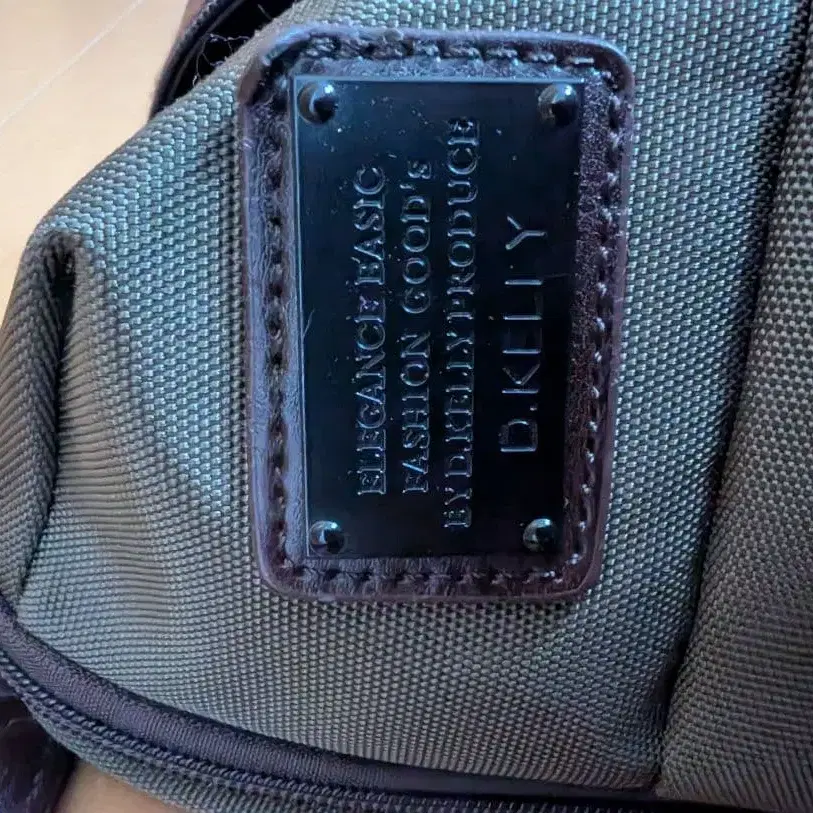 ELEGANCE BASIC
FASHION GOOD's
BY D.KELLY PRODUCE
D.KELLY